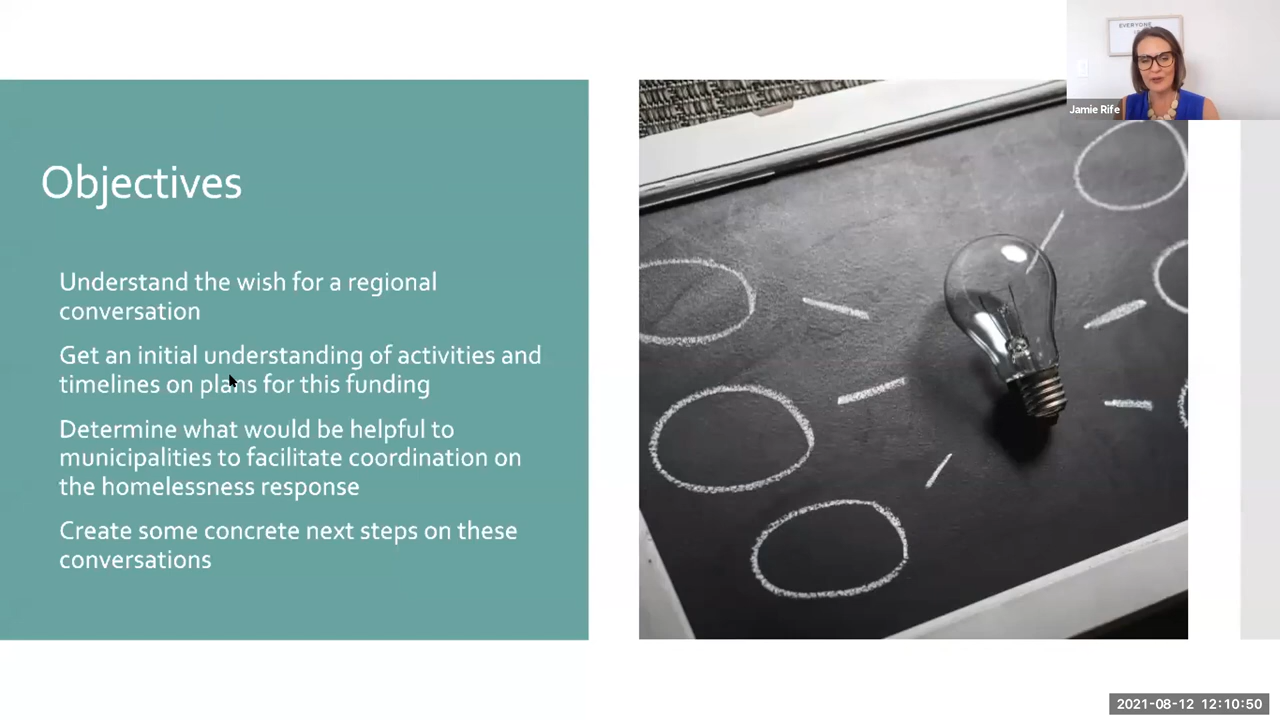 EVERYONE
Jamie Rife
Objectives
Understand the wish for a regional
conversation
Get an initial understanding of activities and
timelines on plans for this funding
Determine what would be helpful to
municipalities to facilitate coordination on
the homelessness response
Create some concrete next steps on these
conversations
2021-08-12 12:10:50